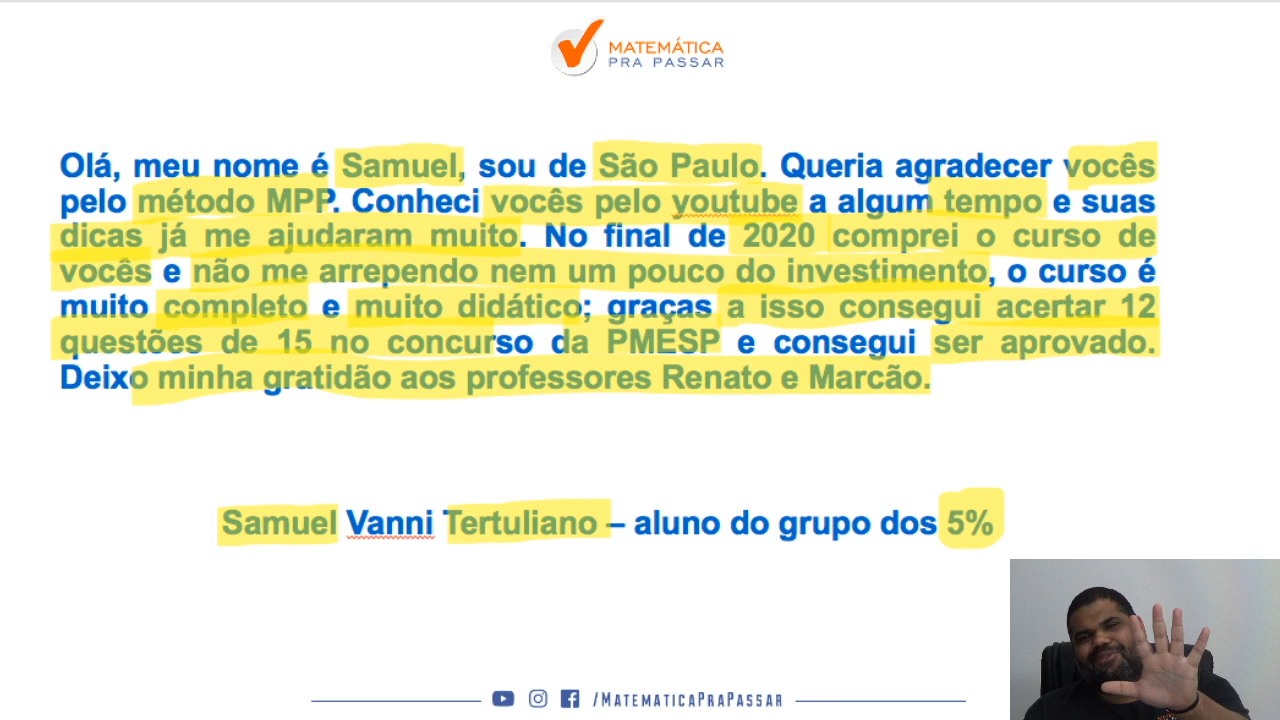 MATEMÁTICA
PRA PASSAR
Olá, meu nome é Samuel, sou de São Paulo. Queria agradecer vocês
pelo método MPP. Conheci vocês pelo youtube a algum tempo e suas
dicas já me ajudaram muito. No final de 2020 comprei o curso de
vocês e não me arrependo nem um pouco do investimento, o curso é
muito completo e muito didático; graças a isso consegui acertar 12
questões de 15 no concurso da PMESP e consegui ser aprovado.
Deixo minha gratidão aos professores Renato e Marcão.
Samuel Vanni Tertuliano – aluno do grupo dos 5%
/MATEMATICAPRAPASSAR